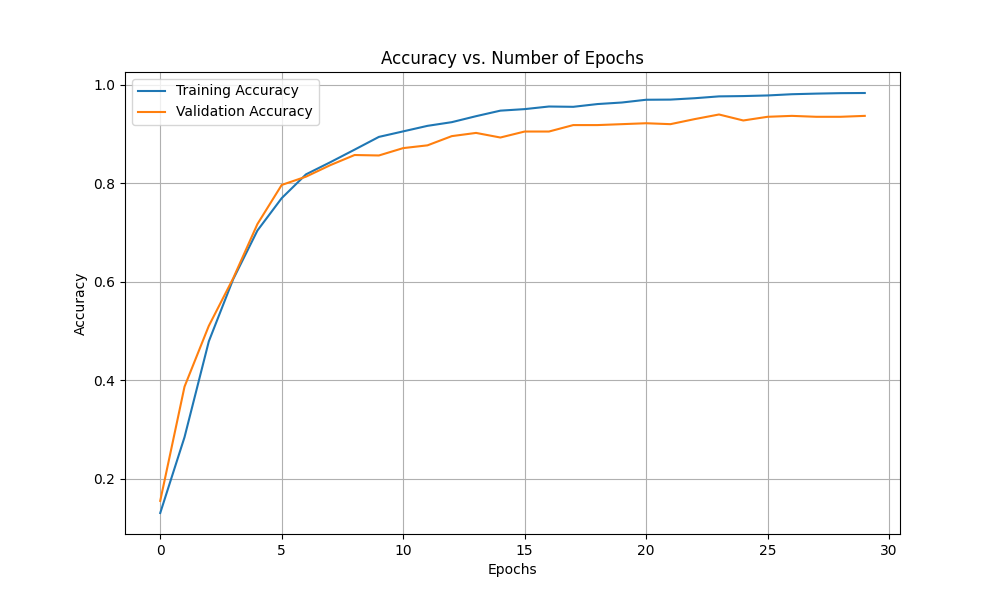 Accuracy vs. Number of Epochs
Training Accuracy
Validation Accuracy
1.0
0.8
0.6
0.4
0.2
Accuracy
0 5 10 15 20 25 30
Epochs